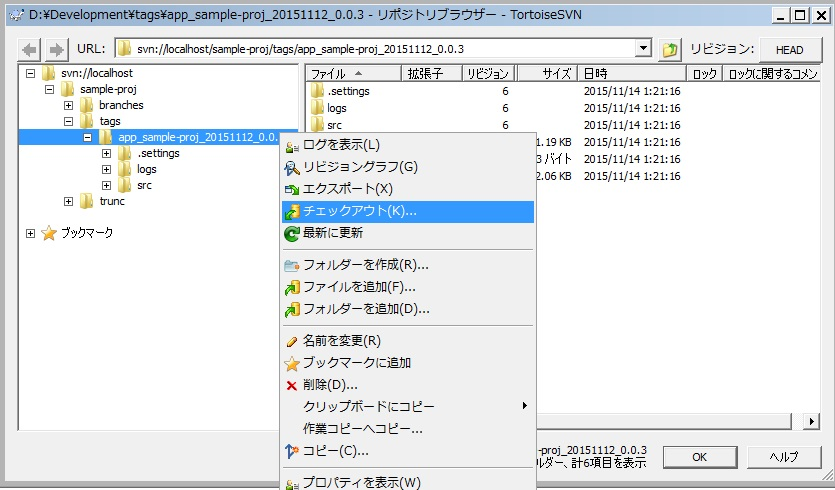 D:¥Development¥tags¥app_sample-proj_20151112_0.0.3 - リポジトリブラウザー - TortoiseSVN
URL: svn://localhost/sample-proj/tags/app_sample-proj_20151112_0.0.3 リビジョン: HEAD
svn://localhost
sample-proj
branches
tags
app_sample-proj_20151112_0.0.
.settings
logs
src
trunc
ブックマーク
ファイル 拡張子 リビジョン サイズ 日時 ロック ロックに関するコメン
.settings 6 2015/11/14 1:21:16
logs 6 2015/11/14 1:21:16
src 6 2015/11/14 1:21:16
1.19 KB 2015/11/14 1:21:16
3 バイト 2015/11/14 1:21:16
2.06 KB 2015/11/14 1:21:16
ログを表示(L)
リビジョングラフ(G)
エクスポート(X)
チェックアウト(K)...
最新に更新
フォルダーを作成(R)...
ファイルを追加(F)...
フォルダーを追加(D)...
名前を変更(R)
ブックマークに追加
削除(D)...
クリップボードにコピー
作業コピーへコピー...
コピー(C)...
プロパティを表示(W)
-proj_20151112_0.0.3
ルダー、計6項目を表示
OK
ヘルプ